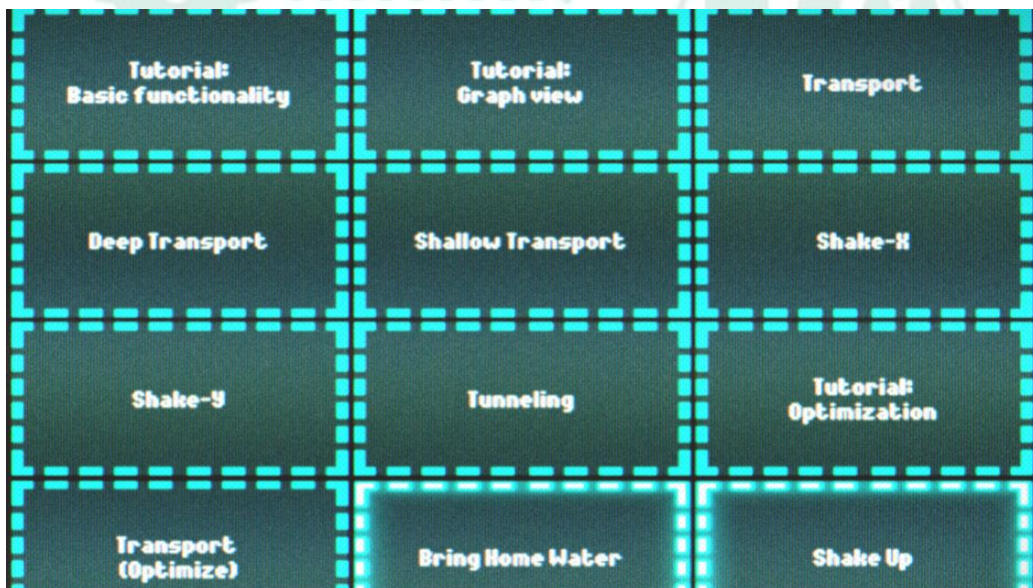 Tutorial:
Basic functionality
Tutorial:
Graph view
Transport
Deep Transport
Shallow Transport
Shake-X
Shake-Y
Tunneling
Tutorial:
Optimization
Transport
(Optimize)
Bring Home Water
Shake Up